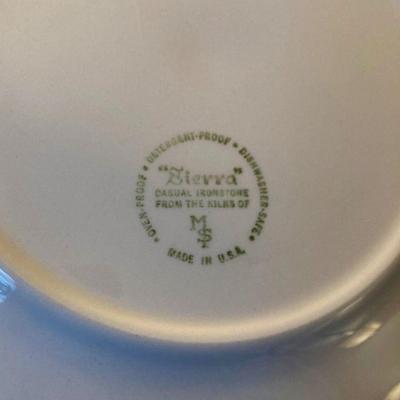 • OVEN-PROOF • DETERGENT-PROOF • DISHWASHER-SAFE •
"Sierra"
CASUAL IRONSTONE
FROM THE KILNS OF
MS
MADE IN U.S.A.